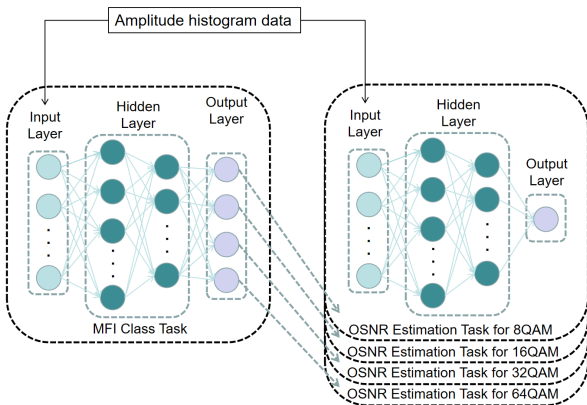 Amplitude histogram data
Input
Layer
Hidden
Layer
Output
Layer
MFI Class Task
Input
Layer
Hidden
Layer
Output
Layer
OSNR Estimation Task for 8QAM
OSNR Estimation Task for 16QAM
OSNR Estimation Task for 32QAM
OSNR Estimation Task for 64QAM